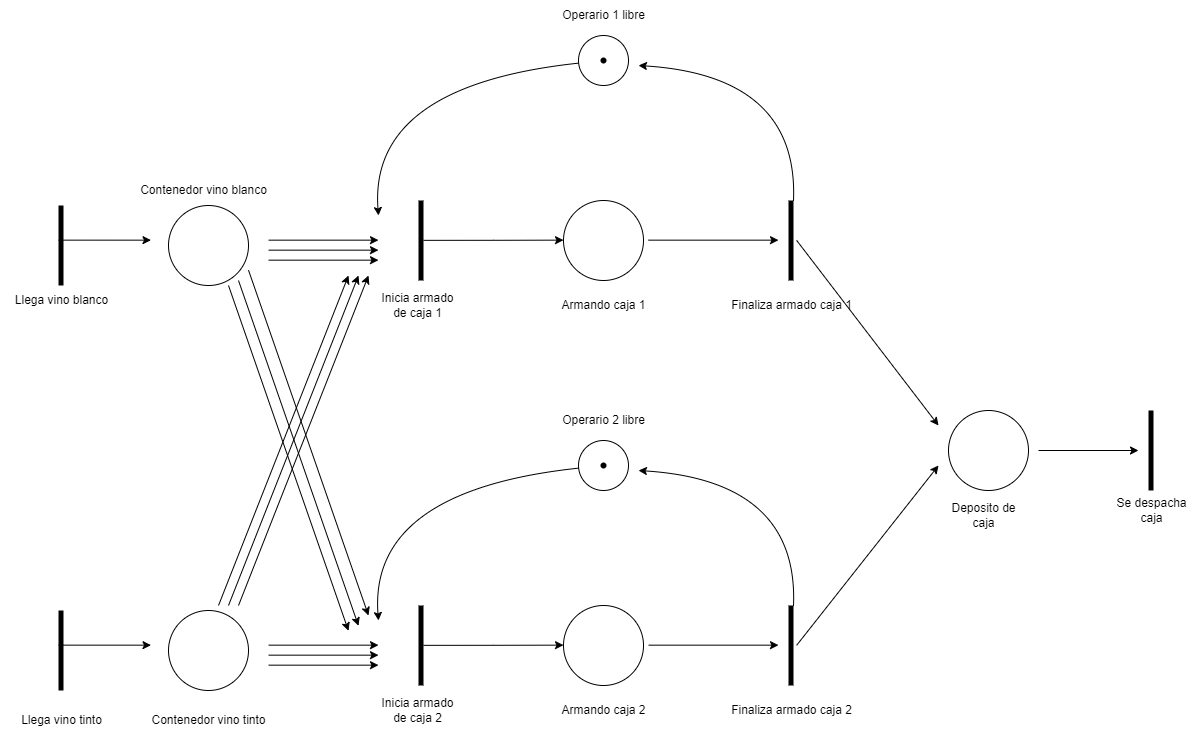 Operario 1 libre
Contenedor vino blanco
Llega vino blanco
Inicia armado
de caja 1
Armando caja 1
Finaliza armado caja 1
Operario 2 libre
Deposito de
caja
Se despacha
caja
Llega vino tinto
Contenedor vino tinto
Inicia armado
de caja 2
Armando caja 2
Finaliza armado caja 2